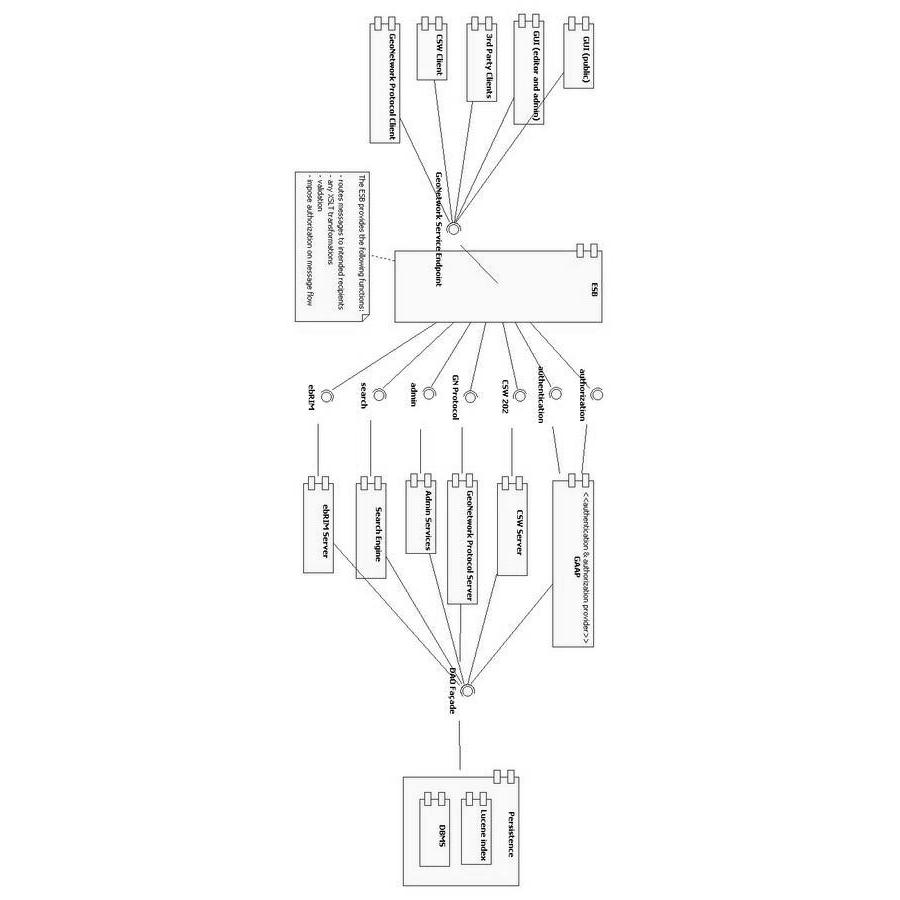 GUI (public)
GUI (editor and admin)
3rd Party Clients
CSW Client
GeoNetwork Protocol Client
GeoNetwork Service Endpoint
ESB
The ESB provides the following functions:
- routes messages to intended recipients
- any XSLT transformations
- validation
- impose authorization on message flow
authorization
authentication
CSW 202
GN Protocol
admin
search
ebRIM
<<authentication & authorization provider>>
GAAP
CSW Server
GeoNetwork Protocol Server
Admin Services
Search Engine
ebRIM Server
DAO Façade
Persistence
Lucene index
DBMS